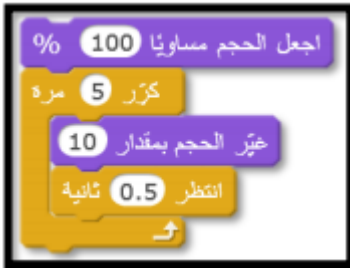 اجعل الحجم مساويًا 100 %
كرّر 5 مرة
غيّر الحجم بمقدار 10
انتظر 0.5 ثانية